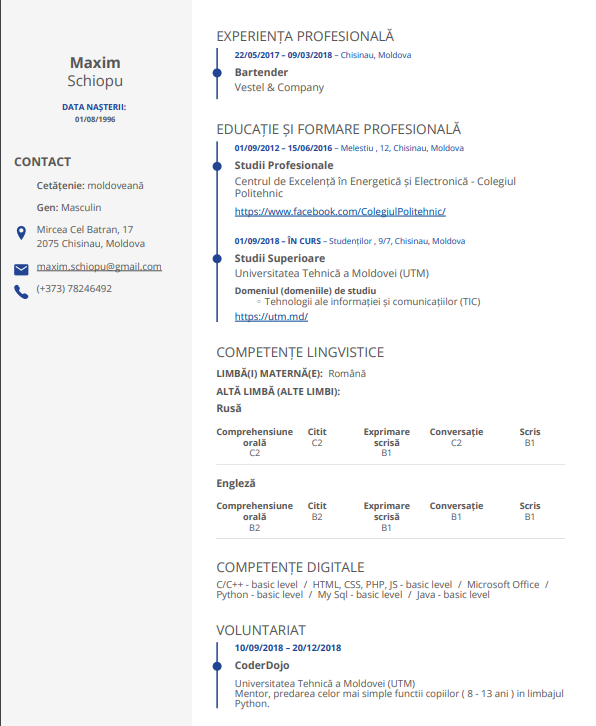 Maxim
Schiopu
DATA NAȘTERII:
01/08/1996
CONTACT
Cetățenie: moldoveană
Gen: Masculin
Mircea Cel Batran, 17
2075 Chisinau, Moldova
maxim.schiopu@gmail.com
(+373) 78246492
EXPERIENȚA PROFESIONALĂ
22/05/2017 – 09/03/2018 – Chisinau, Moldova
Bartender
Vestel & Company
EDUCAȚIE ȘI FORMARE PROFESIONALĂ
01/09/2012 – 15/06/2016 – Melestiu , 12, Chisinau, Moldova
Studii Profesionale
Centrul de Excelență în Energetică și Electronică - Colegiul
Politehnic
https://www.facebook.com/ColegiulPolitehnic/
01/09/2018 – ÎN CURS – Studenților , 9/7, Chisinau, Moldova
Studii Superioare
Universitatea Tehnică a Moldovei (UTM)
Domeniul (domeniile) de studiu
◦ Tehnologii ale informației și comunicațiilor (TIC)
https://utm.md/
COMPETENȚE LINGVISTICE
LIMBĂ(I) MATERNĂ(E): Română
ALTĂ LIMBĂ (ALTE LIMBI):
Rusă
Comprehensiune Citit Exprimare Conversație Scris
orală C2 scrisă C2 B1
C2 B1
Engleză
Comprehensiune Citit Exprimare Conversație Scris
orală B2 scrisă B1 B1
B2 B1
COMPETENȚE DIGITALE
C/C++ - basic level / HTML, CSS, PHP, JS - basic level / Microsoft Office /
Python - basic level / My Sql - basic level / Java - basic level
VOLUNTARIAT
10/09/2018 – 20/12/2018
CoderDojo
Universitatea Tehnică a Moldovei (UTM)
Mentor, predarea celor mai simple functii copiilor ( 8 - 13 ani ) in limbajul
Python.